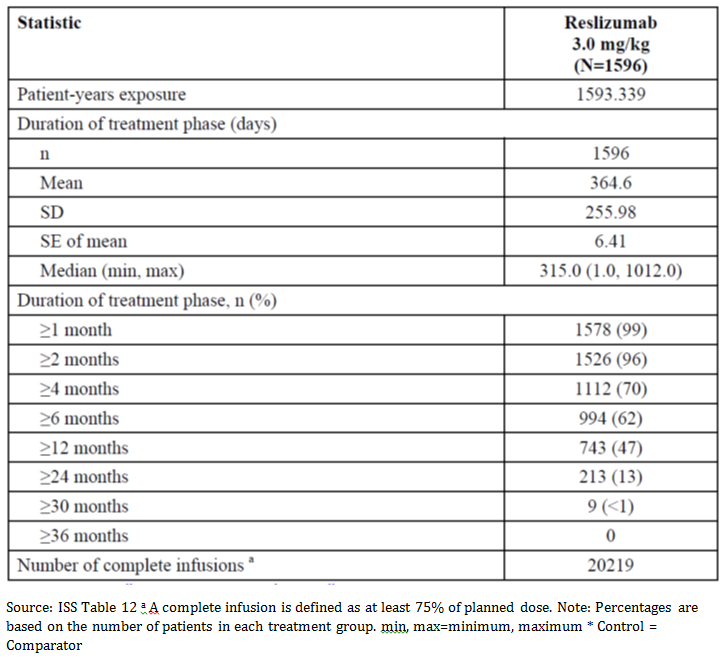 Statistic Reslizumab
3.0 mg/kg
(N=1596)
Patient-years exposure 1593.339
Duration of treatment phase (days)
n 1596
Mean 364.6
SD 255.98
SE of mean 6.41
Median (min, max) 315.0 (1.0, 1012.0)
Duration of treatment phase, n (%)
≥1 month 1578 (99)
≥2 months 1526 (96)
≥4 months 1112 (70)
≥6 months 994 (62)
≥12 months 743 (47)
≥24 months 213 (13)
≥30 months 9 (<1)
≥36 months 0
Number of complete infusions a 20219
Source: ISS Table 12 a A complete infusion is defined as at least 75% of planned dose. Note: Percentages are
based on the number of patients in each treatment group. min, max=minimum, maximum * Control =
Comparator